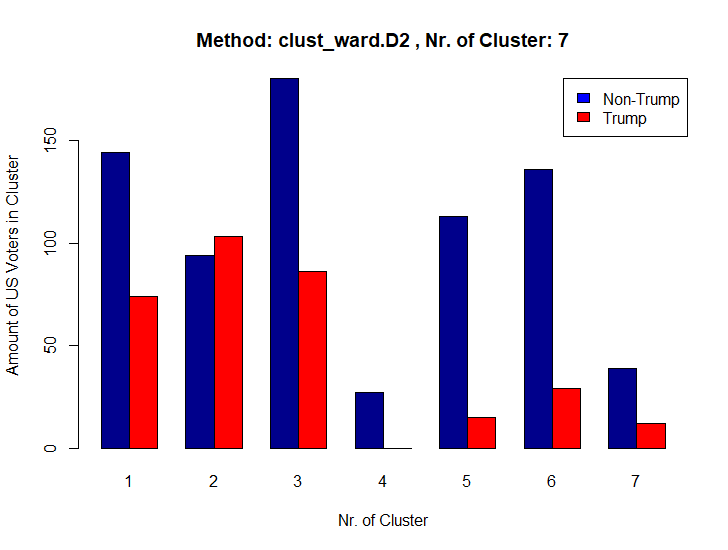 Method: clust_ward.D2 , Nr. of Cluster: 7
Non-Trump
Trump
Amount of US Voters in Cluster
150
100
50
0
1 2 3 4 5 6 7
Nr. of Cluster